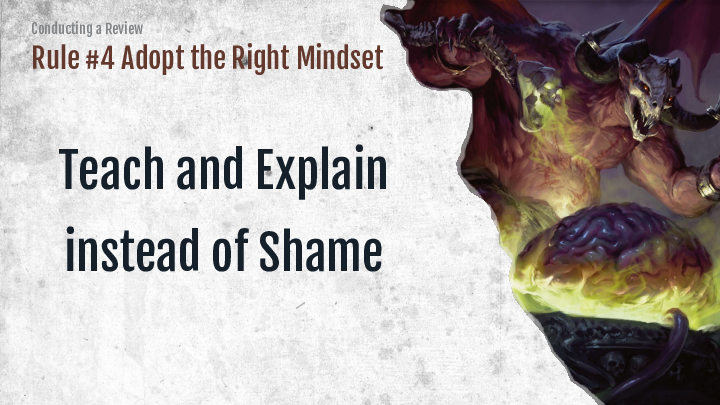 Conducting a Review
Rule #4 Adopt the Right Mindset
Teach and Explain
instead of Shame